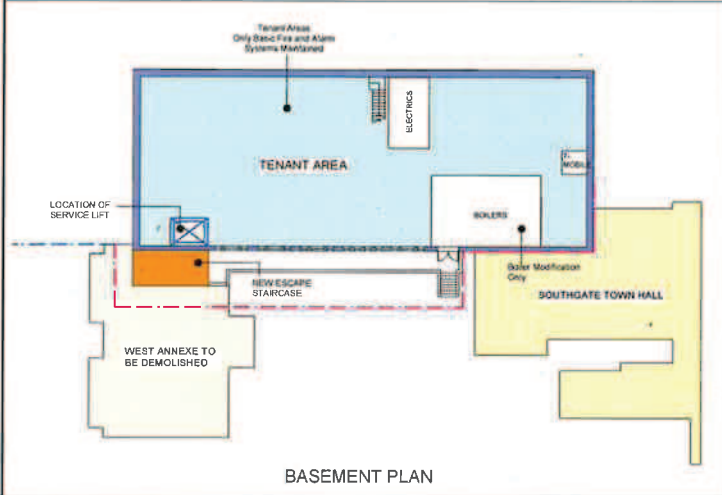 Tenant Areas
Only Basic Fire and Alarm
Systems Maintained
ELECTRICS
TENANT AREA
MOBILE
LOCATION OF
SERVICE LIFT
BOILERS
Boiler Modification
Only
NEW ESCAPE
STAIRCASE
SOUTHGATE TOWN HALL
WEST ANNEXE TO
BE DEMOLISHED
BASEMENT PLAN